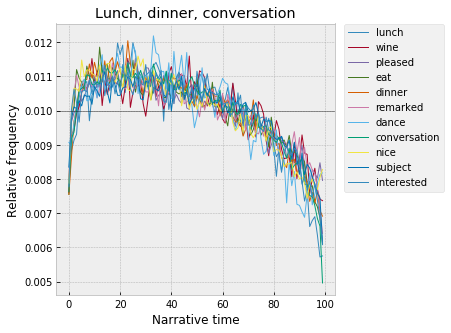 Lunch, dinner, conversation
0.012
0.011
0.010
0.009
0.008
0.007
0.006
0.005
Relative frequency
0
20
40
60
80
100
Narrative time
lunch
wine
pleased
eat
dinner
remarked
dance
conversation
nice
subject
interested